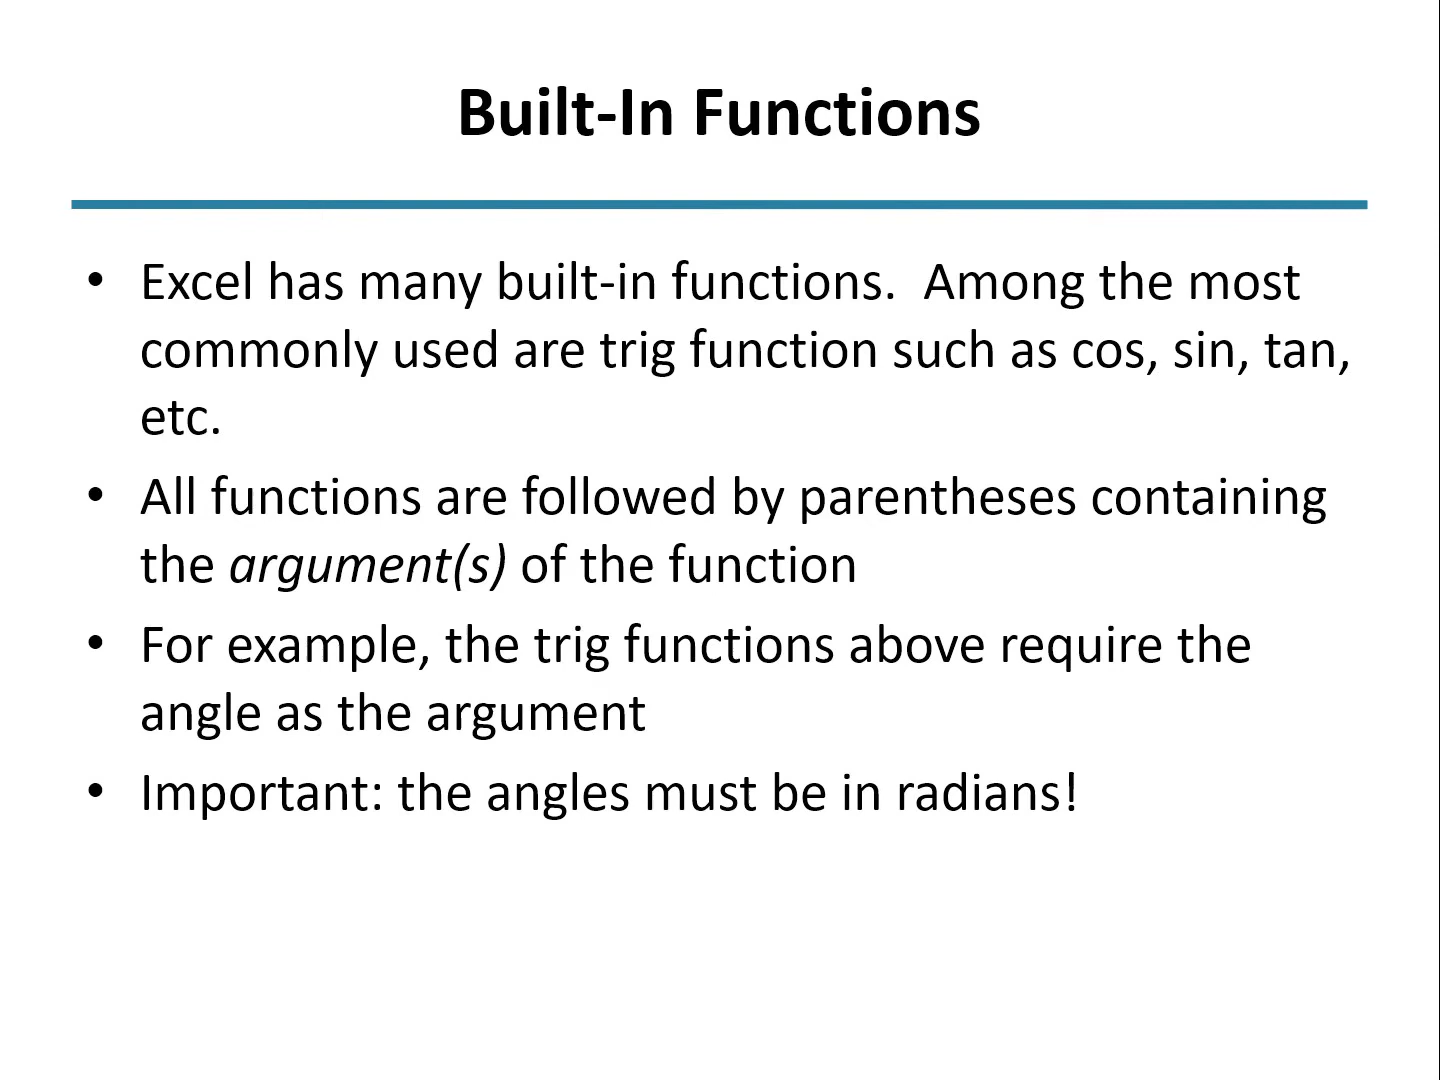 Built-In Functions
• Excel has many built-in functions.  Among the most
commonly used are trig function such as cos, sin, tan,
etc.
• All functions are followed by parentheses containing
the argument(s) of the function
• For example, the trig functions above require the
angle as the argument
• Important: the angles must be in radians!